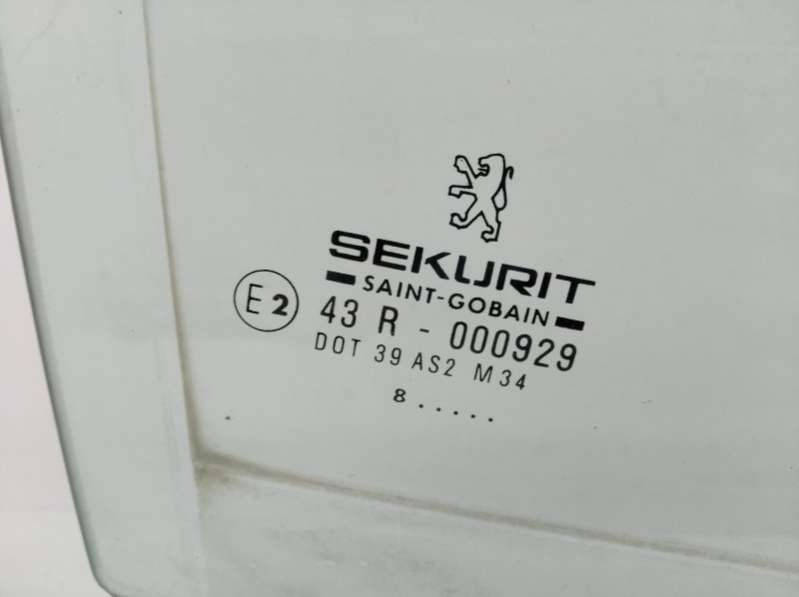 SEKURIT
SAINT-GOBAIN
E2 43 R - 000929
DOT 39 AS2 M34
8.....